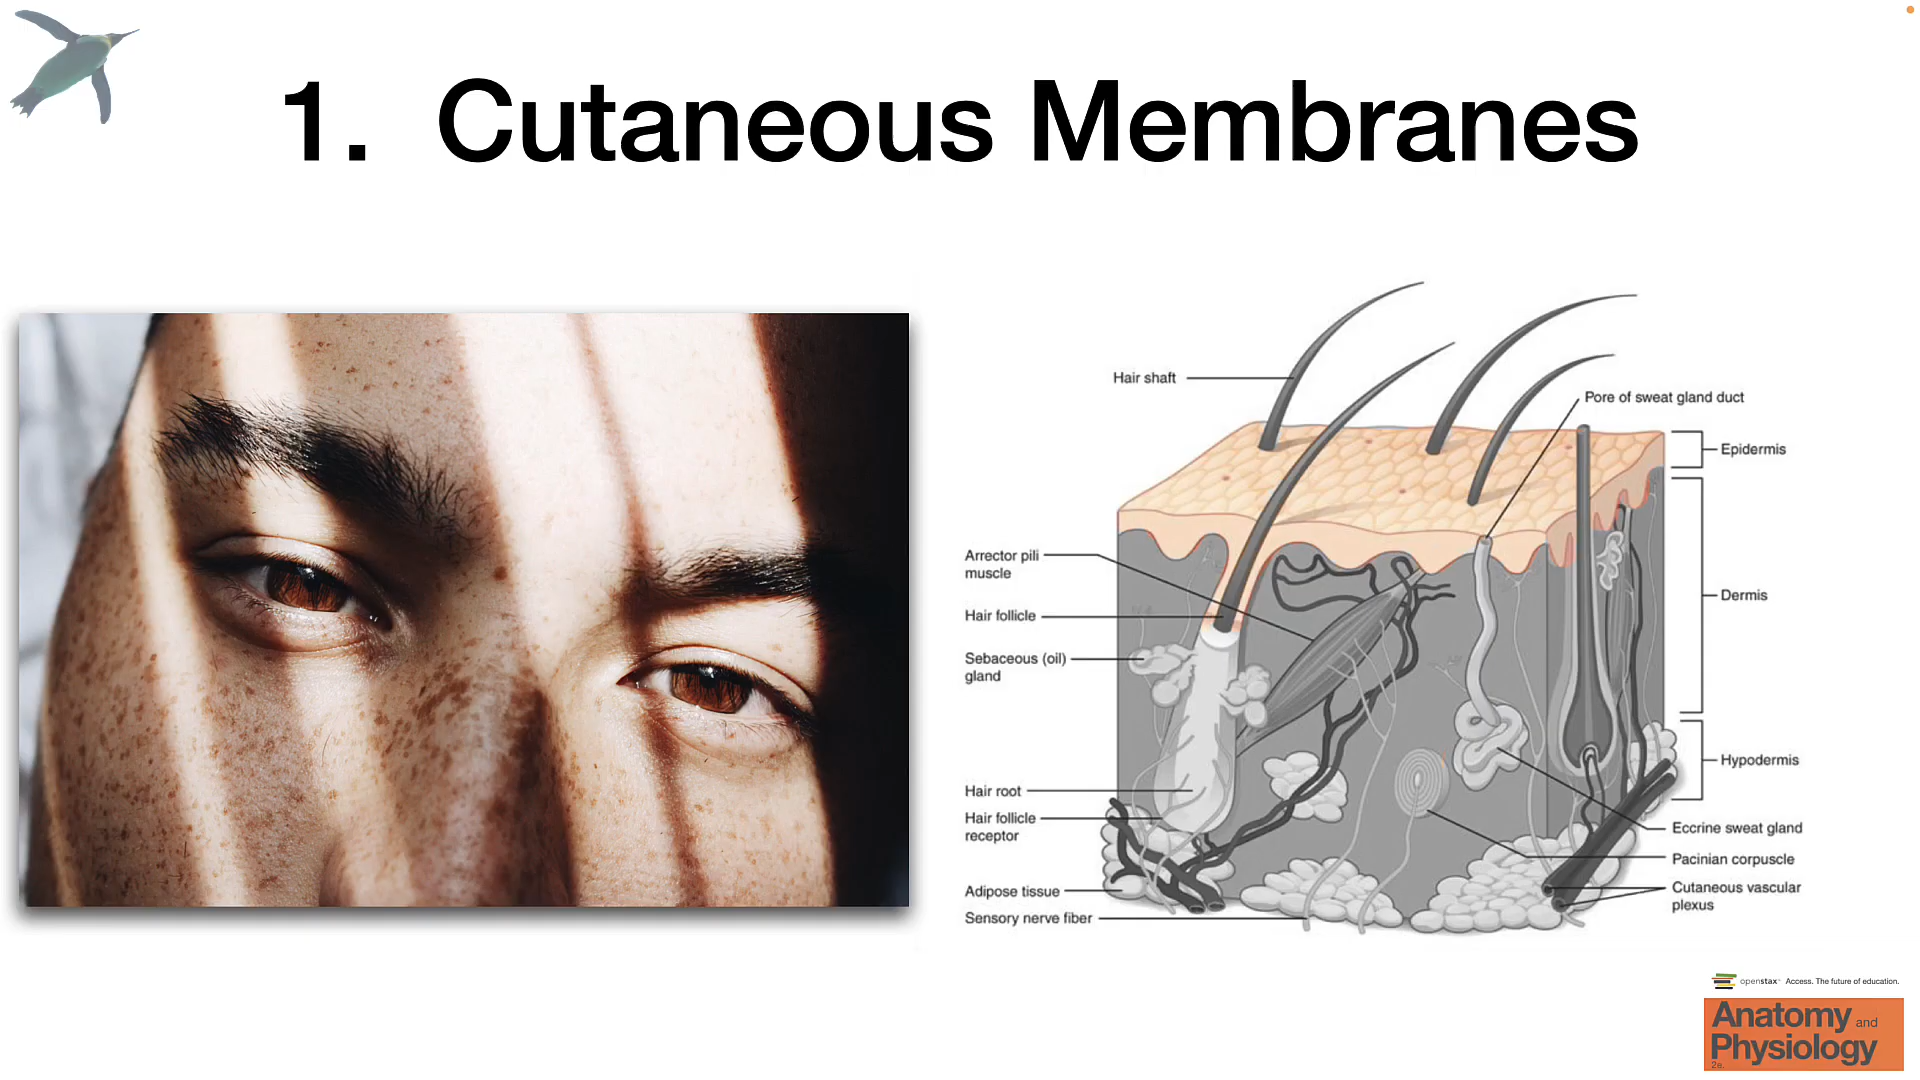 1. Cutaneous Membranes
Hair shaft
Pore of sweat gland duct
Epidermis
Arrector pili
muscle
Dermis
Hair follicle
Sebaceous (oil)
gland
Hypodermis
Hair root
Hair follicle
receptor
Eccrine sweat gland
Pacinian corpuscle
Adipose tissue
Cutaneous vascular
plexus
Sensory nerve fiber
openstax™ Access. The future of education.
Anatomy and
Physiology
2e.